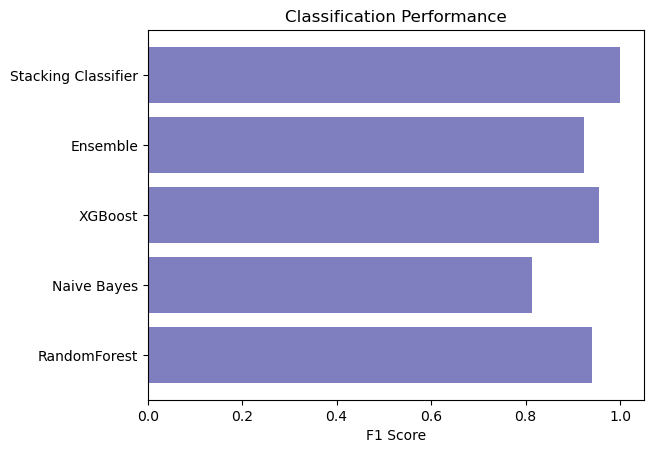 Classification Performance
Stacking Classifier
Ensemble
XGBoost
Naive Bayes
RandomForest
0.0 0.2 0.4 0.6 0.8 1.0
F1 Score